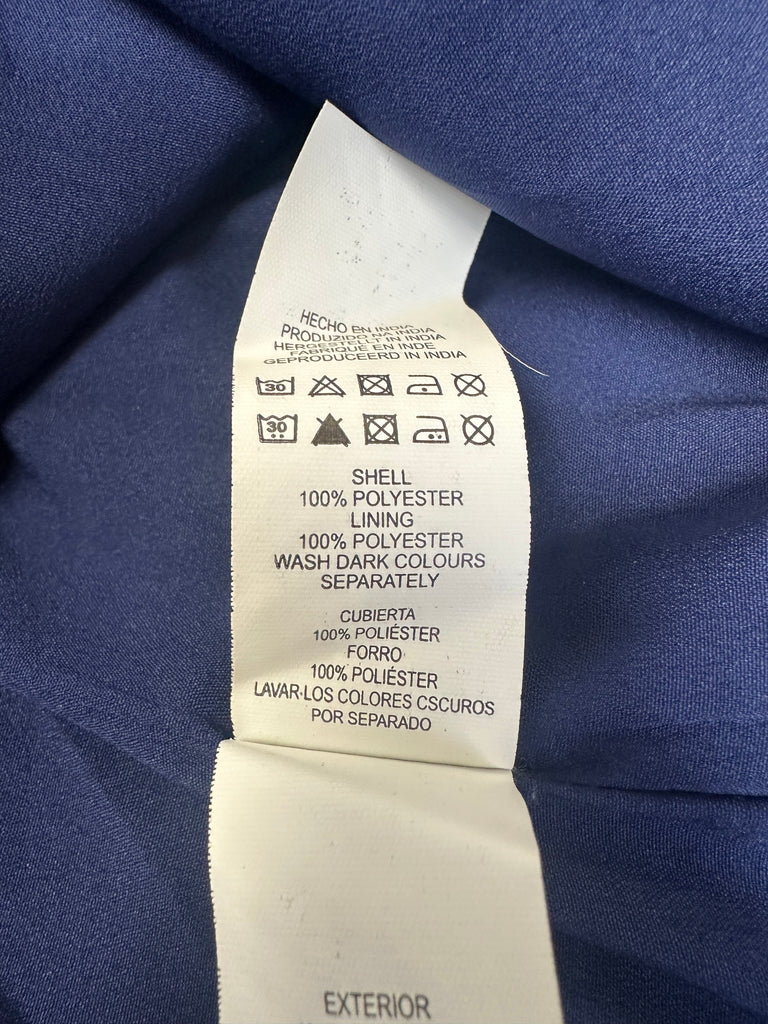 HECHO EN INDIA
PRODUZIDO NA INDIA
HERGESTELLT IN INDIA
FABRIQUÉ EN INDE
GEPRODUCEERD IN INDIA
30
30
SHELL
100% POLYESTER
LINING
100% POLYESTER
WASH DARK COLOURS
SEPARATELY
CUBIERTA
100% POLIÉSTER
FORRO
100% POLIÉSTER
LAVAR LOS COLORES CSCUROS
POR SEPARADO
EXTERIOR